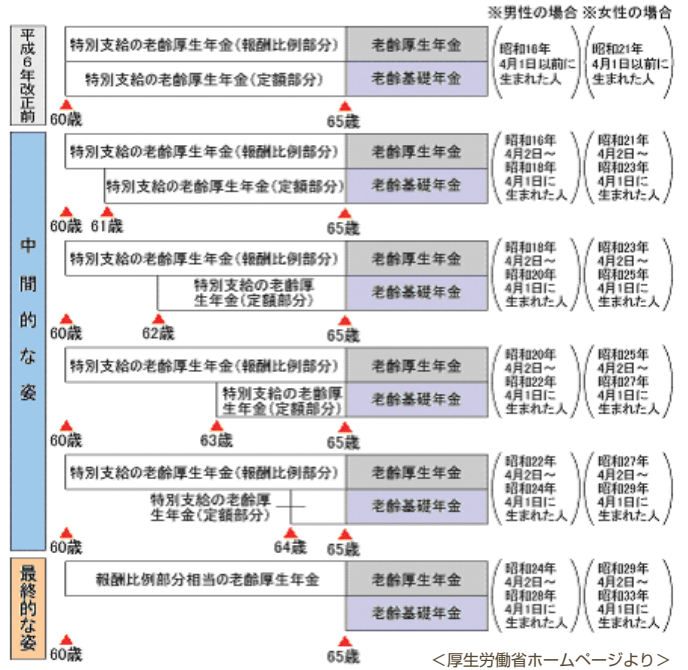 ※男性の場合 ※女性の場合
平成6年改正前
特別支給の老齢厚生年金(報酬比例部分)
老齢厚生年金
特別支給の老齢厚生年金(定額部分)
老齢基礎年金
昭和16年
4月1日以前に
生まれた人
昭和21年
4月1日以前に
生まれた人
60歳
65歳
中間的な姿
特別支給の老齢厚生年金(報酬比例部分)
老齢厚生年金
特別支給の老齢厚生年金(定額部分)
老齢基礎年金
昭和16年
4月2日~
昭和18年
4月1日に
生まれた人
昭和21年
4月2日~
昭和23年
4月1日に
生まれた人
60歳
61歳
65歳
特別支給の老齢厚生年金(報酬比例部分)
老齢厚生年金
特別支給の老齢厚
生年金(定額部分)
老齢基礎年金
昭和18年
4月2日~
昭和20年
4月1日に
生まれた人
昭和23年
4月2日~
昭和25年
4月1日に
生まれた人
60歳
62歳
65歳
特別支給の老齢厚生年金(報酬比例部分)
老齢厚生年金
特別支給の老齢厚
生年金(定額部分)
老齢基礎年金
昭和20年
4月2日~
昭和22年
4月1日に
生まれた人
昭和25年
4月2日~
昭和27年
4月1日に
生まれた人
60歳
63歳
65歳
特別支給の老齢厚生年金(報酬比例部分)
老齢厚生年金
特別支給の老齢厚
生年金(定額部分)
老齢基礎年金
昭和22年
4月2日~
昭和24年
4月1日に
生まれた人
昭和27年
4月2日~
昭和29年
4月1日に
生まれた人
60歳
64歳
65歳
最終的な姿
報酬比例部分相当の老齢厚生年金
老齢厚生年金
老齢基礎年金
昭和24年
4月2日~
昭和28年
4月1日に
生まれた人
昭和29年
4月2日~
昭和33年
4月1日に
生まれた人
60歳
65歳
<厚生労働省ホームページより>